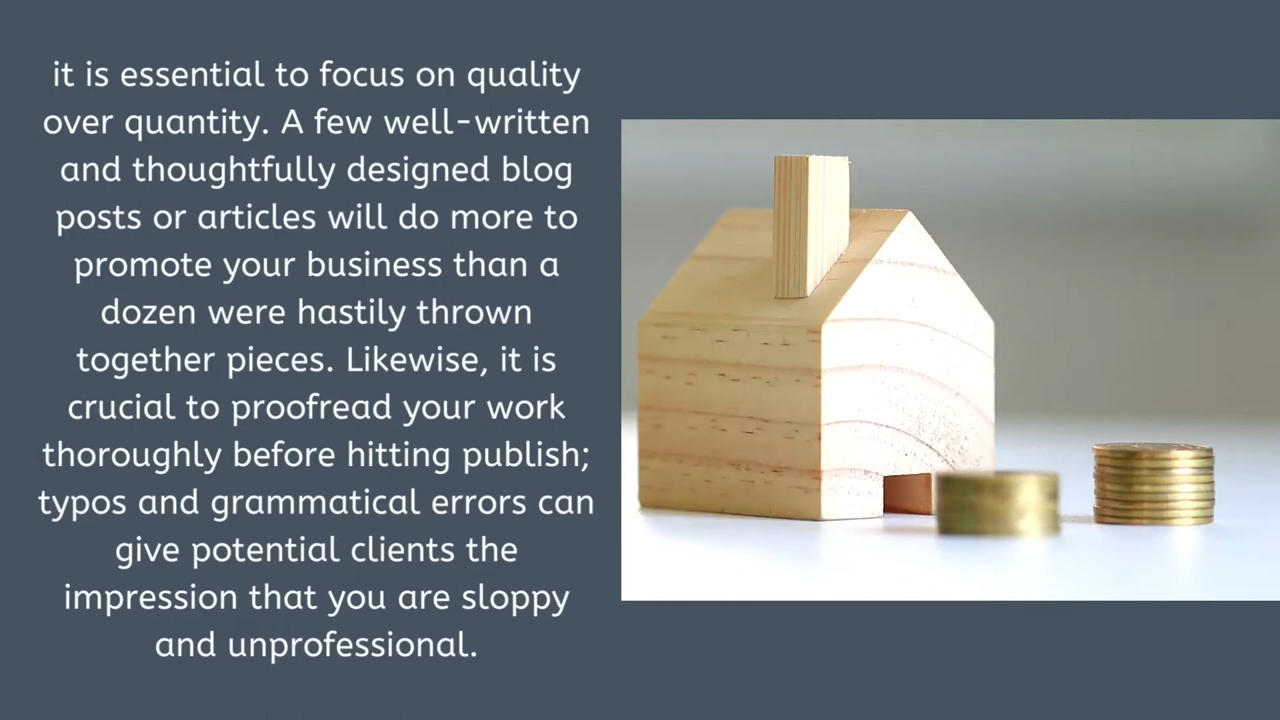 it is essential to focus on quality
over quantity. A few well-written
and thoughtfully designed blog
posts or articles will do more to
promote your business than a
dozen were hastily thrown
together pieces. Likewise, it is
crucial to proofread your work
thoroughly before hitting publish;
typos and grammatical errors can
give potential clients the
impression that you are sloppy
and unprofessional.